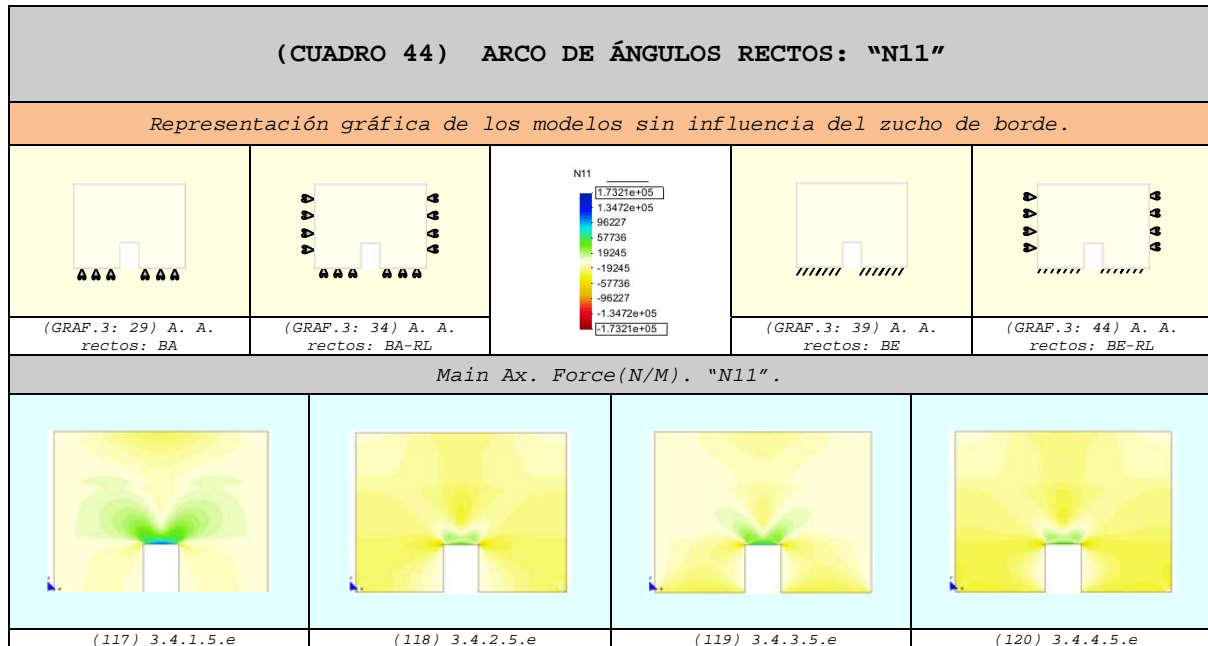 (CUADRO 44) ARCO DE ÁNGULOS RECTOS: “N11”
Representación gráfica de los modelos sin influencia del zucho de borde.
N11
1.7321e+05
1.3472e+05
96227
57736
19245
-19245
-57736
-96227
-1.3472e+05
-1.7321e+05
(GRAF.3: 29) A. A.
rectos: BA
(GRAF.3: 34) A. A.
rectos: BA-RL
(GRAF.3: 39) A. A.
rectos: BE
(GRAF.3: 44) A. A.
rectos: BE-RL
Main Ax. Force(N/M). “N11”.
(117) 3.4.1.5.e
(118) 3.4.2.5.e
(119) 3.4.3.5.e
(120) 3.4.4.5.e